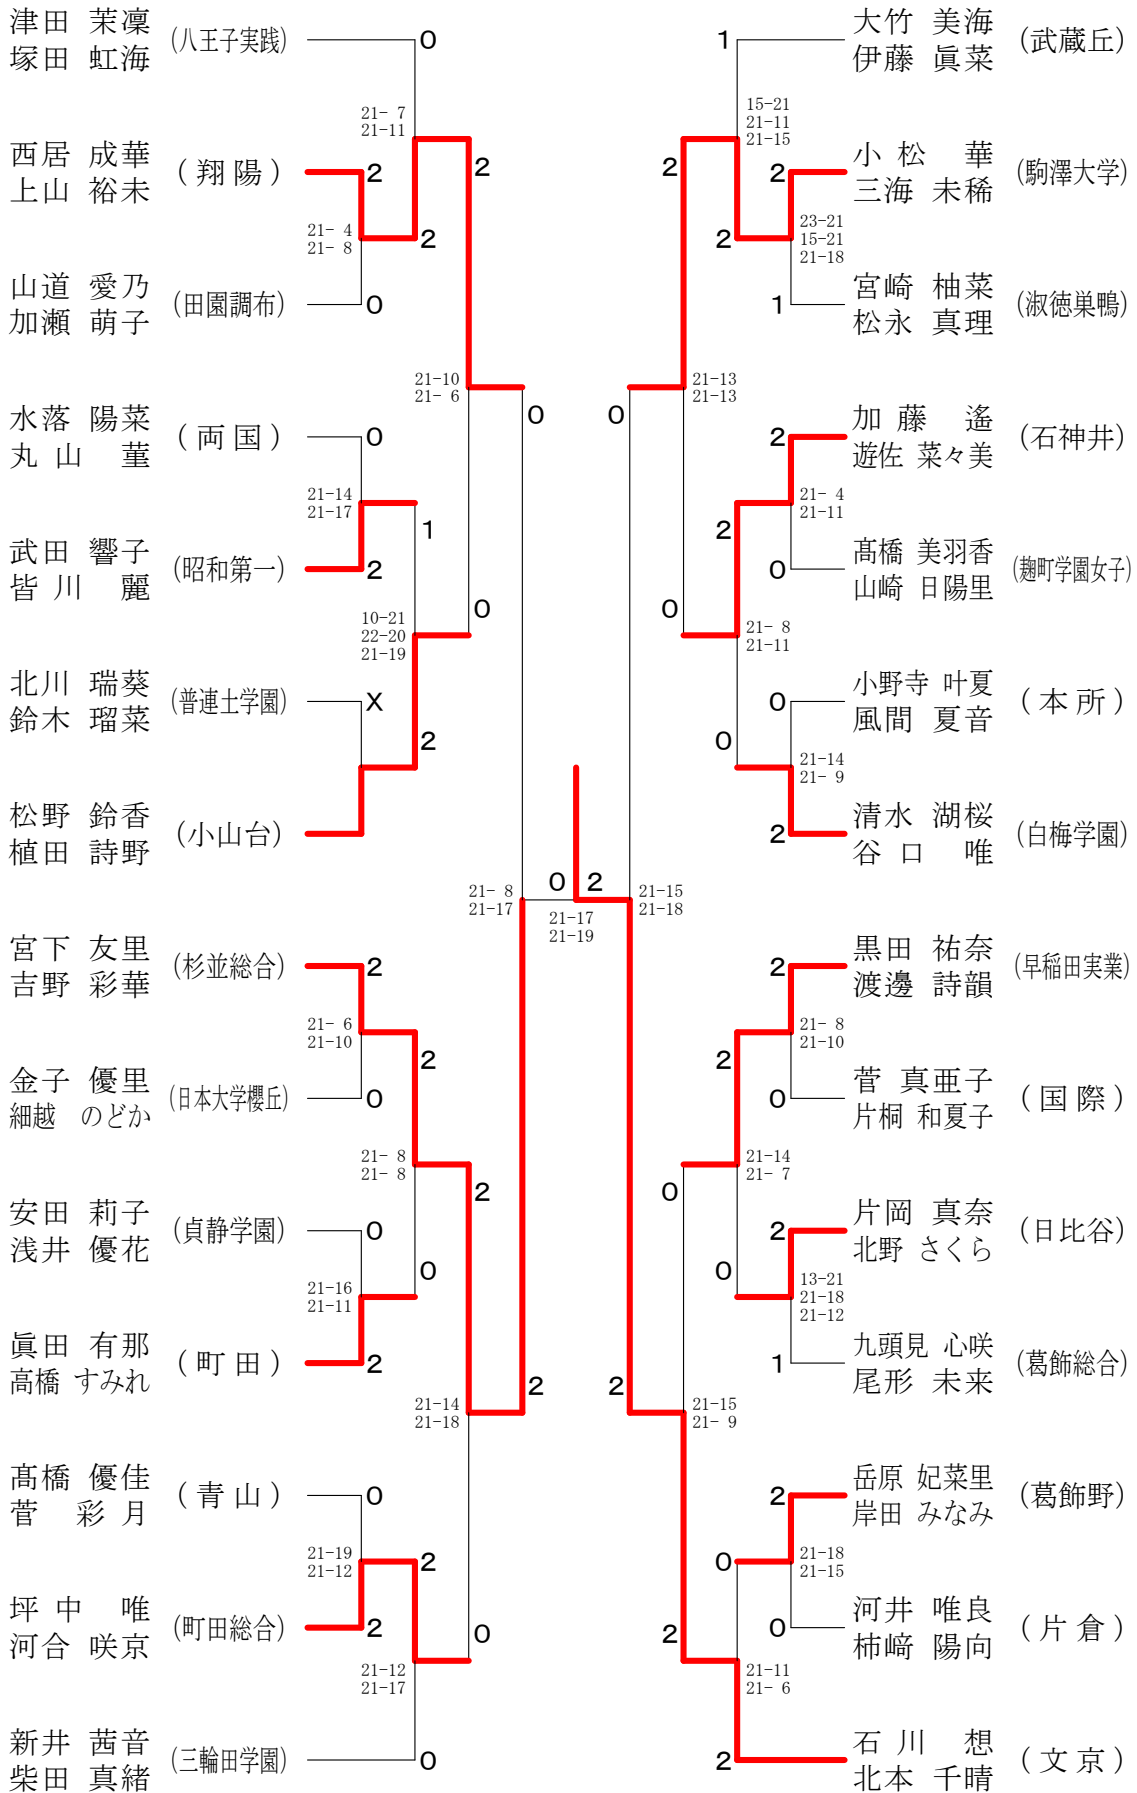 津田 茉凜
塚田 虹海
(八王子実践)
0
21- 7
21-11
西居 成華
上山 裕未
(翔陽)
2
2
21- 4
21- 8
2
山道 愛乃
加瀬 萌子
(田園調布)
0
21-10
21- 6
0
水落 陽菜
丸山 菫
(両国)
0
21-14
21-17
1
武田 響子
皆川 麗
(昭和第一)
2
10-21
22-20
21-19
0
北川 瑞葵
鈴木 瑠菜
(普連土学園)
X
2
松野 鈴香
植田 詩野
(小山台)
21- 8
21-17
宮下 友里
吉野 彩華
(杉並総合)
2
21- 6
21-10
2
金子 優里
細越 のどか
(日本大学櫻丘)
0
21- 8
21- 8
2
安田 莉子
浅井 優花
(貞静学園)
0
21-16
21-11
0
眞田 有那
高橋 すみれ
(町田)
2
21-14
21-18
2
髙橋 優佳
菅 彩月
(青山)
0
21-19
21-12
2
坪中 唯
河合 咲京
(町田総合)
2
0
21-12
21-17
新井 茜音
柴田 真緒
(三輪田学園)
0
0
2
21-17
21-19
1
大竹 美海
伊藤 眞菜
(武蔵丘)
15-21
21-11
21-15
2
2
小松 華
三海 未稀
(駒澤大学)
2
23-21
15-21
21-18
1
宮崎 柚菜
松永 真理
(淑徳巣鴨)
0
21-13
21-13
2
加藤 遙
遊佐 菜々美
(石神井)
2
21- 4
21-11
0
髙橋 美羽香
山崎 日陽里
(麹町学園女子)
0
21- 8
21-11
0
小野寺 叶夏
風間 夏音
(本所)
0
21-14
21- 9
2
清水 湖桜
谷口 唯
(白梅学園)
21-15
21-18
2
黒田 祐奈
渡邊 詩韻
(早稲田実業)
2
21- 8
21-10
0
菅 真亜子
片桐 和夏子
(国際)
0
21-14
21- 7
2
片岡 真奈
北野 さくら
(日比谷)
0
13-21
21-18
21-12
1
九頭見 心咲
尾形 未来
(葛飾総合)
2
21-15
21- 9
2
岳原 妃菜里
岸田 みなみ
(葛飾野)
0
21-18
21-15
2
0
河井 唯良
柿﨑 陽向
(片倉)
21-11
21- 6
2
石川 想
北本 千晴
(文京)